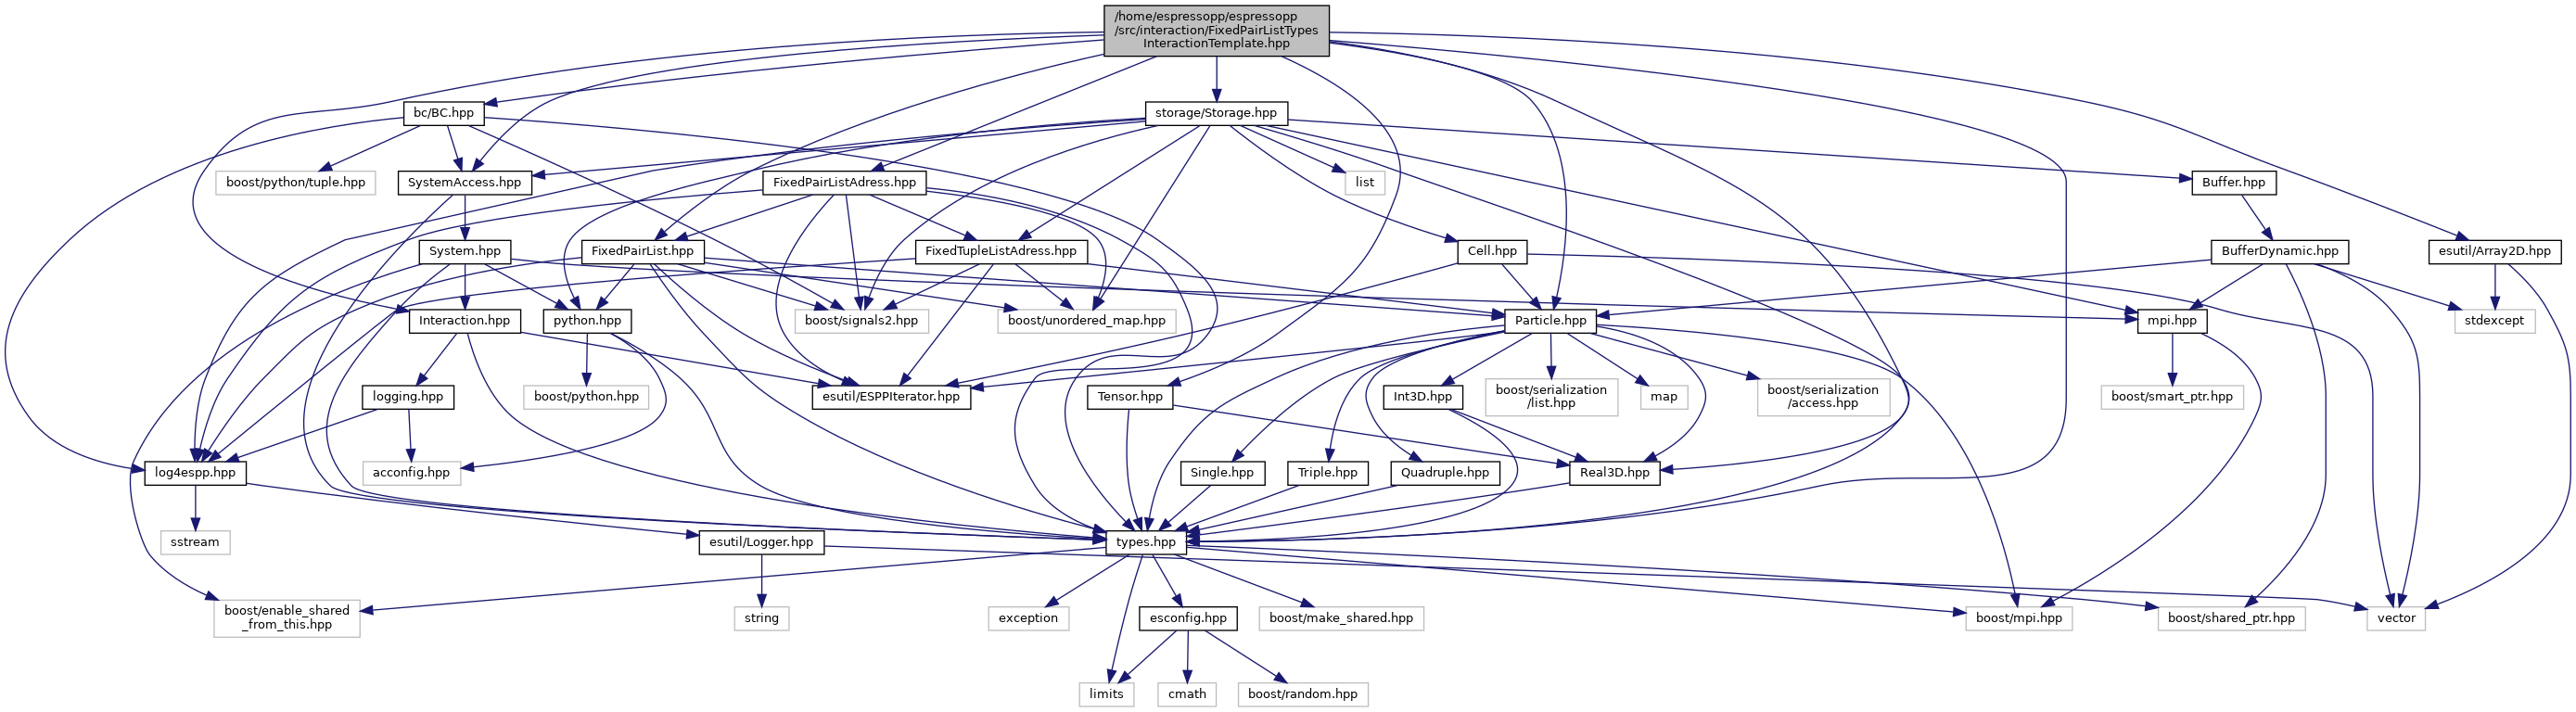 /home/espressopp/espressopp
/src/interaction/FixedPairListTypes
InteractionTemplate.hpp
bc/BC.hpp
storage/Storage.hpp
boost/python/tuple.hpp
SystemAccess.hpp
FixedPairListAdress.hpp
list
Buffer.hpp
System.hpp
FixedPairList.hpp
FixedTupleListAdress.hpp
Cell.hpp
BufferDynamic.hpp
esutil/Array2D.hpp
Interaction.hpp
python.hpp
boost/signals2.hpp
boost/unordered_map.hpp
Particle.hpp
mpi.hpp
stdexcept
logging.hpp
boost/python.hpp
esutil/ESPPIterator.hpp
Tensor.hpp
Int3D.hpp
boost/serialization
/list.hpp
map
boost/serialization
/access.hpp
boost/smart_ptr.hpp
log4espp.hpp
acconfig.hpp
Single.hpp
Triple.hpp
Quadruple.hpp
Real3D.hpp
sstream
esutil/Logger.hpp
types.hpp
boost/enable_shared
_from_this.hpp
string
exception
esconfig.hpp
boost/make_shared.hpp
boost/mpi.hpp
boost/shared_ptr.hpp
vector
limits
cmath
boost/random.hpp